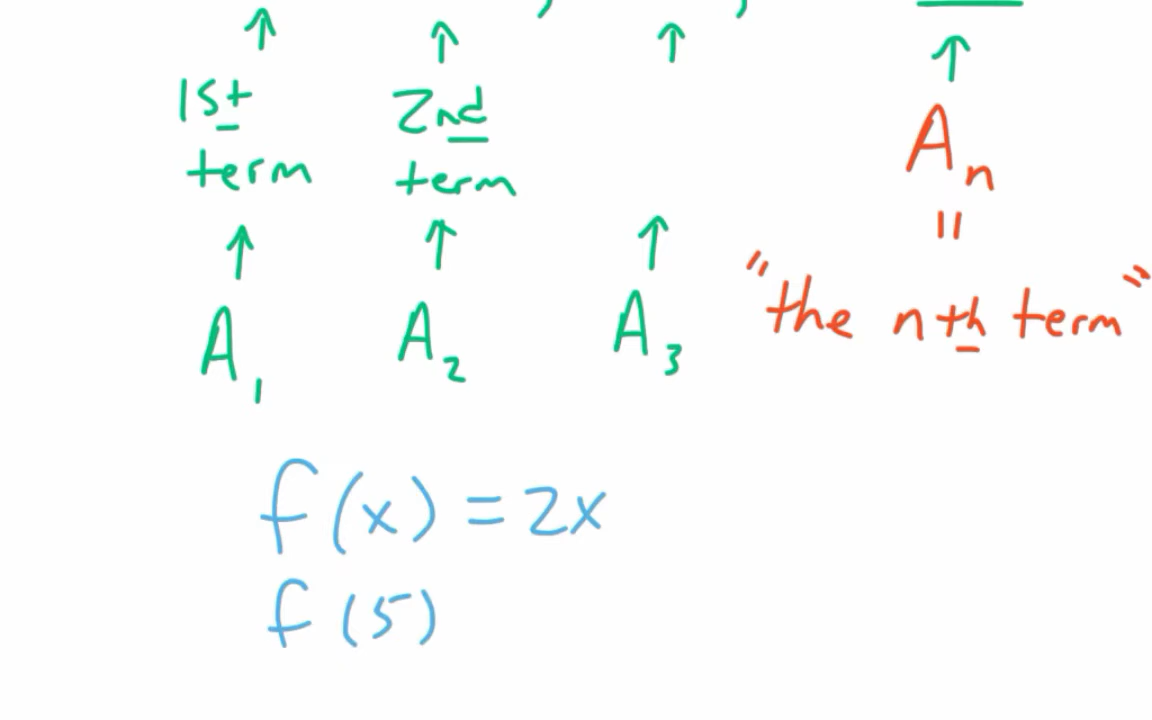 1st 2nd An
term term
A1 A2 A3 "the nth term"
f(x) = 2x
f(5)